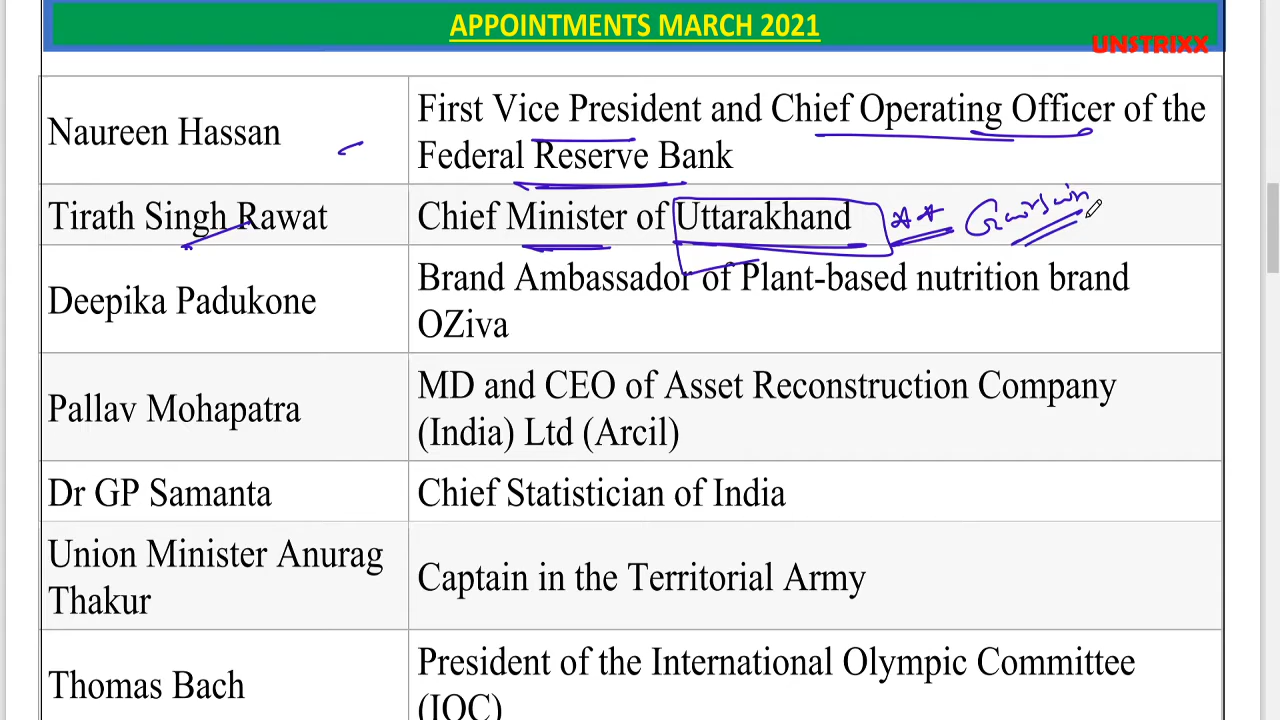 APPOINTMENTS MARCH 2021
UNSTRIXX
Naureen Hassan
First Vice President and Chief Operating Officer of the
Federal Reserve Bank
Tirath Singh Rawat
Chief Minister of Uttarakhand
Deepika Padukone
Brand Ambassador of Plant-based nutrition brand
OZiva
Pallav Mohapatra
MD and CEO of Asset Reconstruction Company
(India) Ltd (Arcil)
Dr GP Samanta
Chief Statistician of India
Union Minister Anurag
Thakur
Captain in the Territorial Army
Thomas Bach
President of the International Olympic Committee
(IOC)